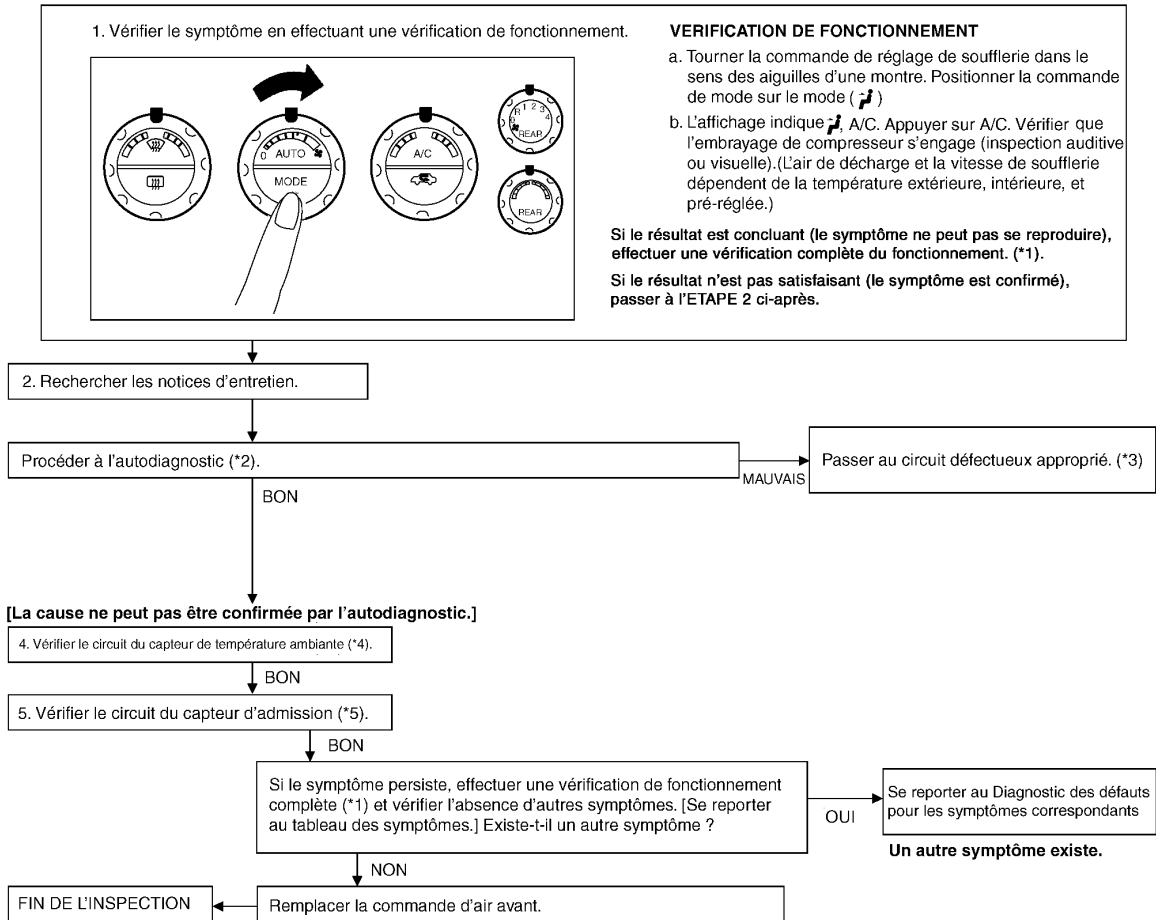 1. Vérifier le symptôme en effectuant une vérification de fonctionnement.
0 AUTO
MODE
A/C
R 1 2 3 4
REAR
REAR
VERIFICATION DE FONCTIONNEMENT
a. Tourner la commande de réglage de soufflerie dans le
sens des aiguilles d'une montre. Positionner la commande
de mode sur le mode ( )
b. L'affichage indique , A/C. Appuyer sur A/C. Vérifier que
l'embrayage de compresseur s'engage (inspection auditive
ou visuelle).(L'air de décharge et la vitesse de soufflerie
dépendent de la température extérieure, intérieure, et
pré-réglée.)
Si le résultat est concluant (le symptôme ne peut pas se reproduire),
effectuer une vérification complète du fonctionnement. (*1).
Si le résultat n'est pas satisfaisant (le symptôme est confirmé),
passer à l'ETAPE 2 ci-après.
2. Rechercher les notices d'entretien.
Procéder à l'autodiagnostic (*2).
MAUVAIS
Passer au circuit défectueux approprié. (*3)
BON
[La cause ne peut pas être confirmée par l'autodiagnostic.]
4. Vérifier le circuit du capteur de température ambiante (*4).
BON
5. Vérifier le circuit du capteur d'admission (*5).
BON
Si le symptôme persiste, effectuer une vérification de fonctionnement
complète (*1) et vérifier l'absence d'autres symptômes. [Se reporter
au tableau des symptômes.] Existe-t-il un autre symptôme ?
OUI
Se reporter au Diagnostic des défauts
pour les symptômes correspondants
Un autre symptôme existe.
NON
Remplacer la commande d'air avant.
FIN DE L'INSPECTION